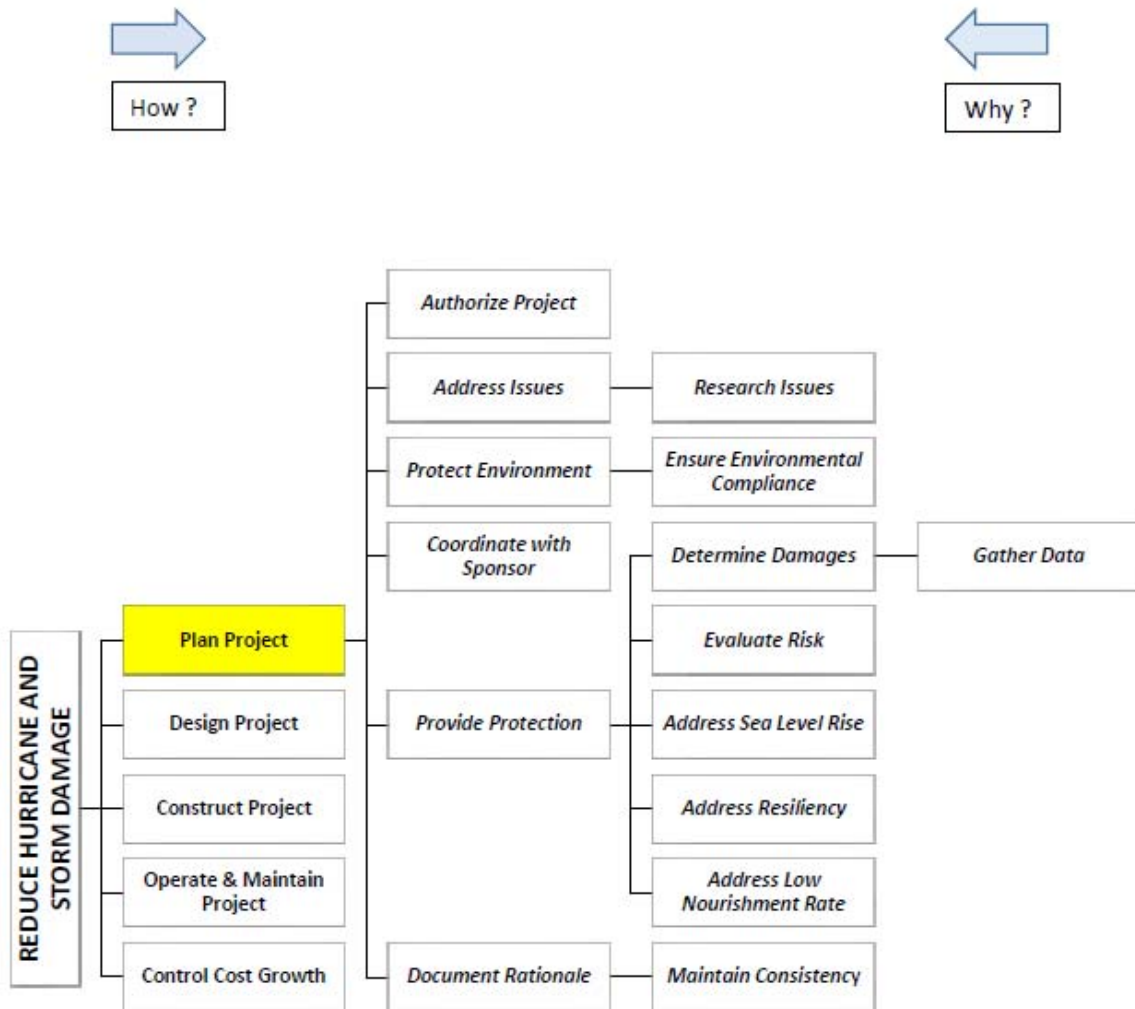 How ?
Why ?
REDUCE HURRICANE AND
STORM DAMAGE
Plan Project
Design Project
Construct Project
Operate & Maintain
Project
Control Cost Growth
Authorize Project
Address Issues
Protect Environment
Coordinate with
Sponsor
Provide Protection
Document Rationale
Research Issues
Ensure Environmental
Compliance
Determine Damages
Evaluate Risk
Address Sea Level Rise
Address Resiliency
Address Low
Nourishment Rate
Maintain Consistency
Gather Data